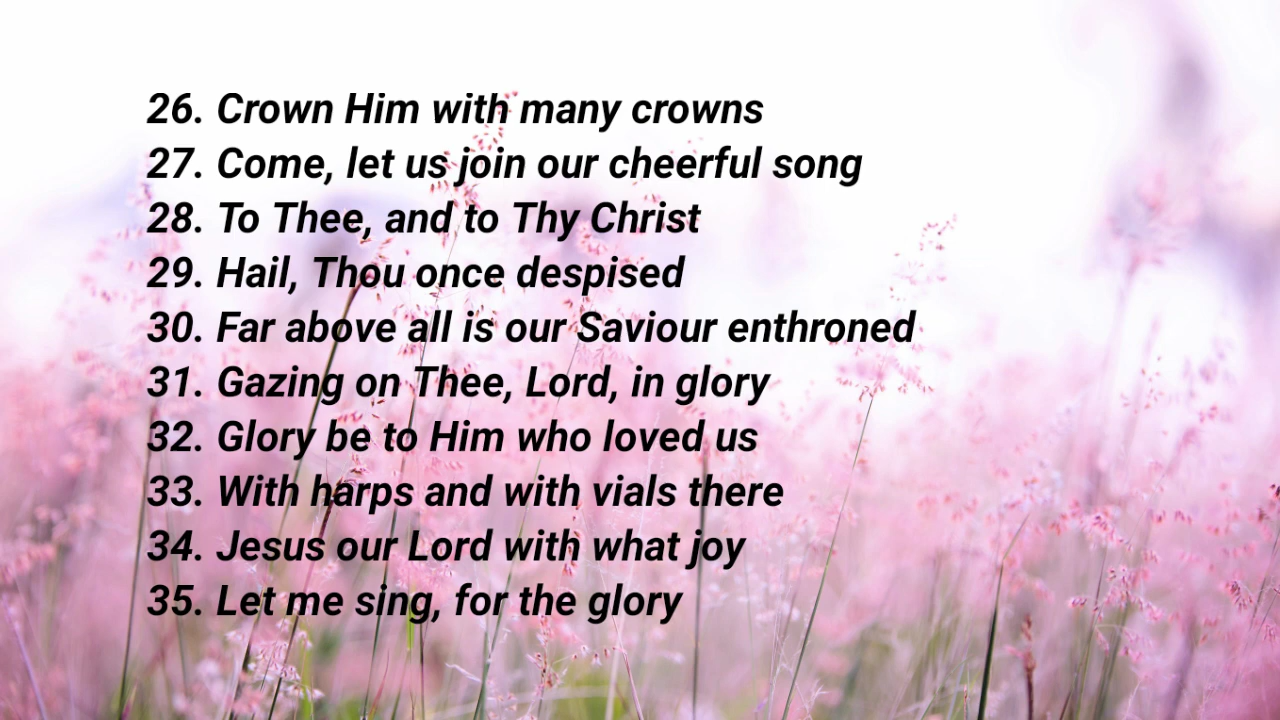 26. Crown Him with many crowns
27. Come, let us join our cheerful song
28. To Thee, and to Thy Christ
29. Hail, Thou once despised
30. Far above all is our Saviour enthroned
31. Gazing on Thee, Lord, in glory
32. Glory be to Him who loved us
33. With harps and with vials there
34. Jesus our Lord with what joy
35. Let me sing, for the glory